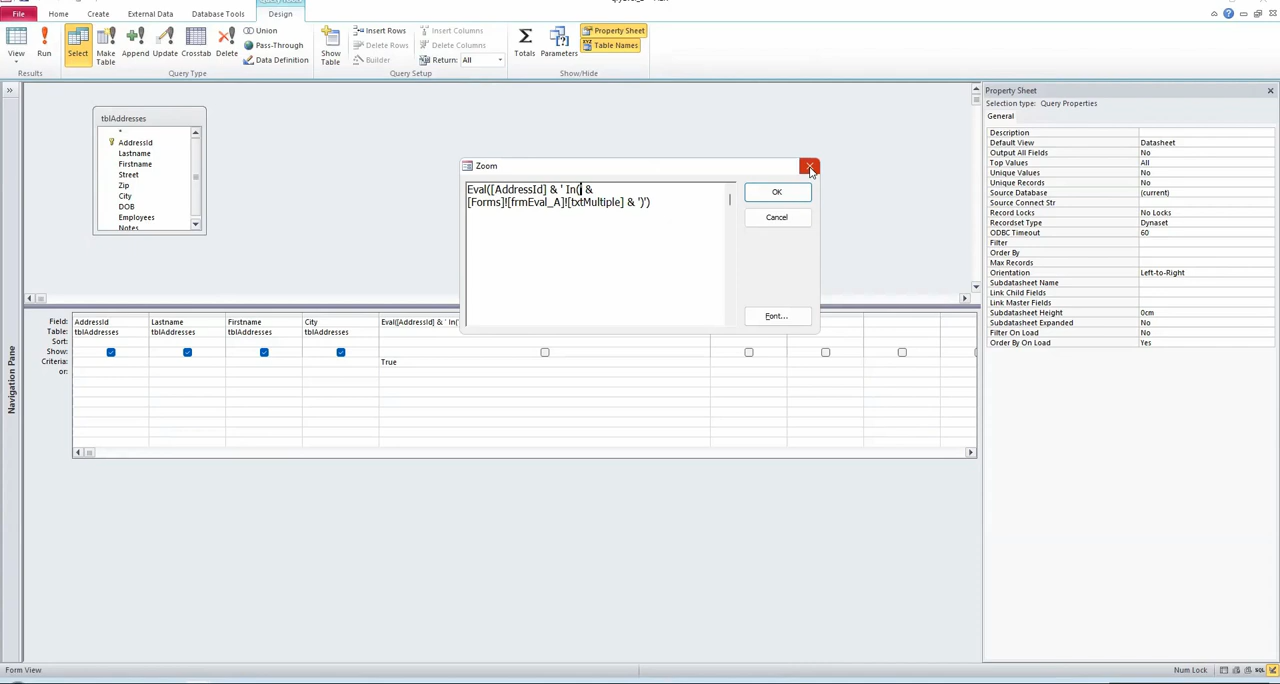 File Home Create External Data Database Tools Design
View Run Select Make Table Append Update Crosstab Delete
Union
Pass-Through
Data Definition
Show Table
Insert Rows
Delete Rows
Builder
Insert Columns
Delete Columns
Return: All
Totals Parameters
Property Sheet
Table Names
Results Query Type Query Setup Show/Hide
Navigation Pane
tblAddresses
*
AddressId
Lastname
Firstname
Street
Zip
City
DOB
Employees
Notes
Zoom
Eval([AddressId] & ' In(' &
[Forms]![frmEval_A]![txtMultiple] & ')')
OK
Cancel
Font...
Field: AddressId Lastname Firstname City Eval([AddressId] & ' In('
Table: tblAddresses tblAddresses tblAddresses tblAddresses
Sort:
Show:
Criteria: True
or:
Property Sheet
Selection type: Query Properties
General
Description
Default View Datasheet
Output All Fields No
Top Values All
Unique Values No
Unique Records No
Source Database (current)
Source Connect Str
Record Locks No Locks
Recordset Type Dynaset
ODBC Timeout 60
Filter
Order By
Max Records
Orientation Left-to-Right
Subdatasheet Name
Link Child Fields
Link Master Fields
Subdatasheet Height 0cm
Subdatasheet Expanded No
Filter On Load No
Order By On Load Yes
Form View Num Lock SQL